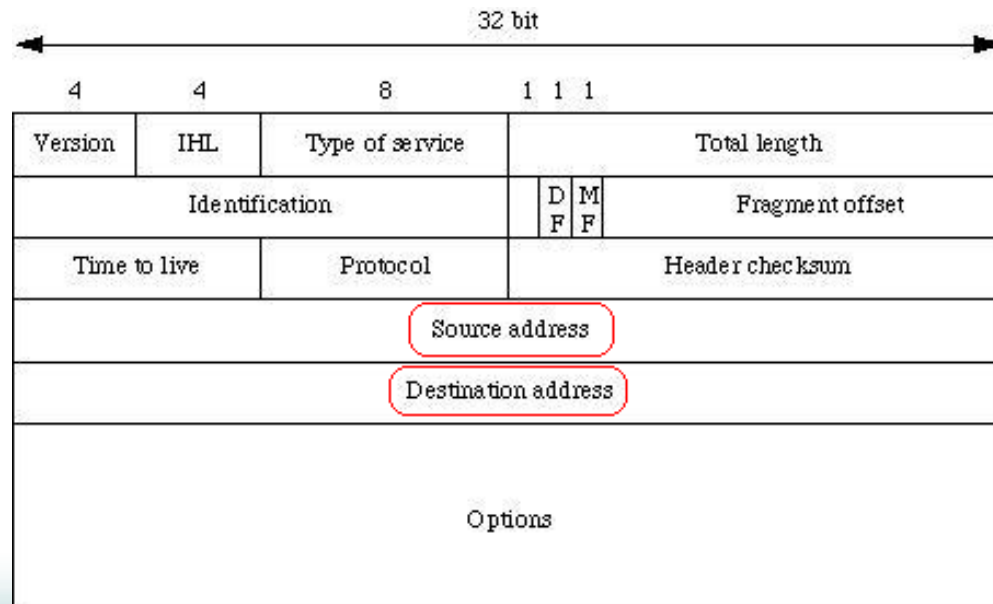 32 bit
4 4 8 1 1 1
Version IHL Type of service Total length
Identification D F M F Fragment offset
Time to live Protocol Header checksum
Source address
Destination address
Options